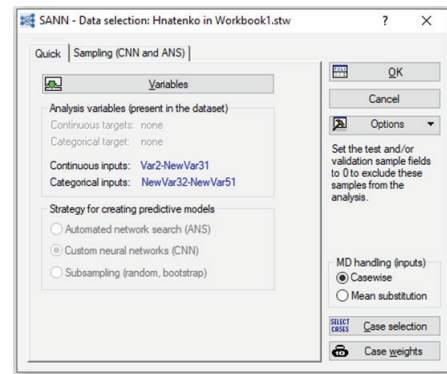 SANN - Data selection: Hnatenko in Workbook1.stw ? ×
Quick Sampling (CNN and ANS)
Variables
Analysis variables (present in the dataset)
Continuous targets: none
Categorical target: none
Continuous inputs: Var2-NewVar31
Categorical inputs: NewVar32-NewVar51
Strategy for creating predictive models
Automated network search (ANS)
Custom neural networks (CNN)
Subsampling (random, bootstrap)
OK
Cancel
Options
Set the test and/or
validation sample fields
to 0 to exclude these
samples from the
analysis.
MD handling (inputs)
Casewise
Mean substitution
SELECT
CASES
Case selection
Case weights